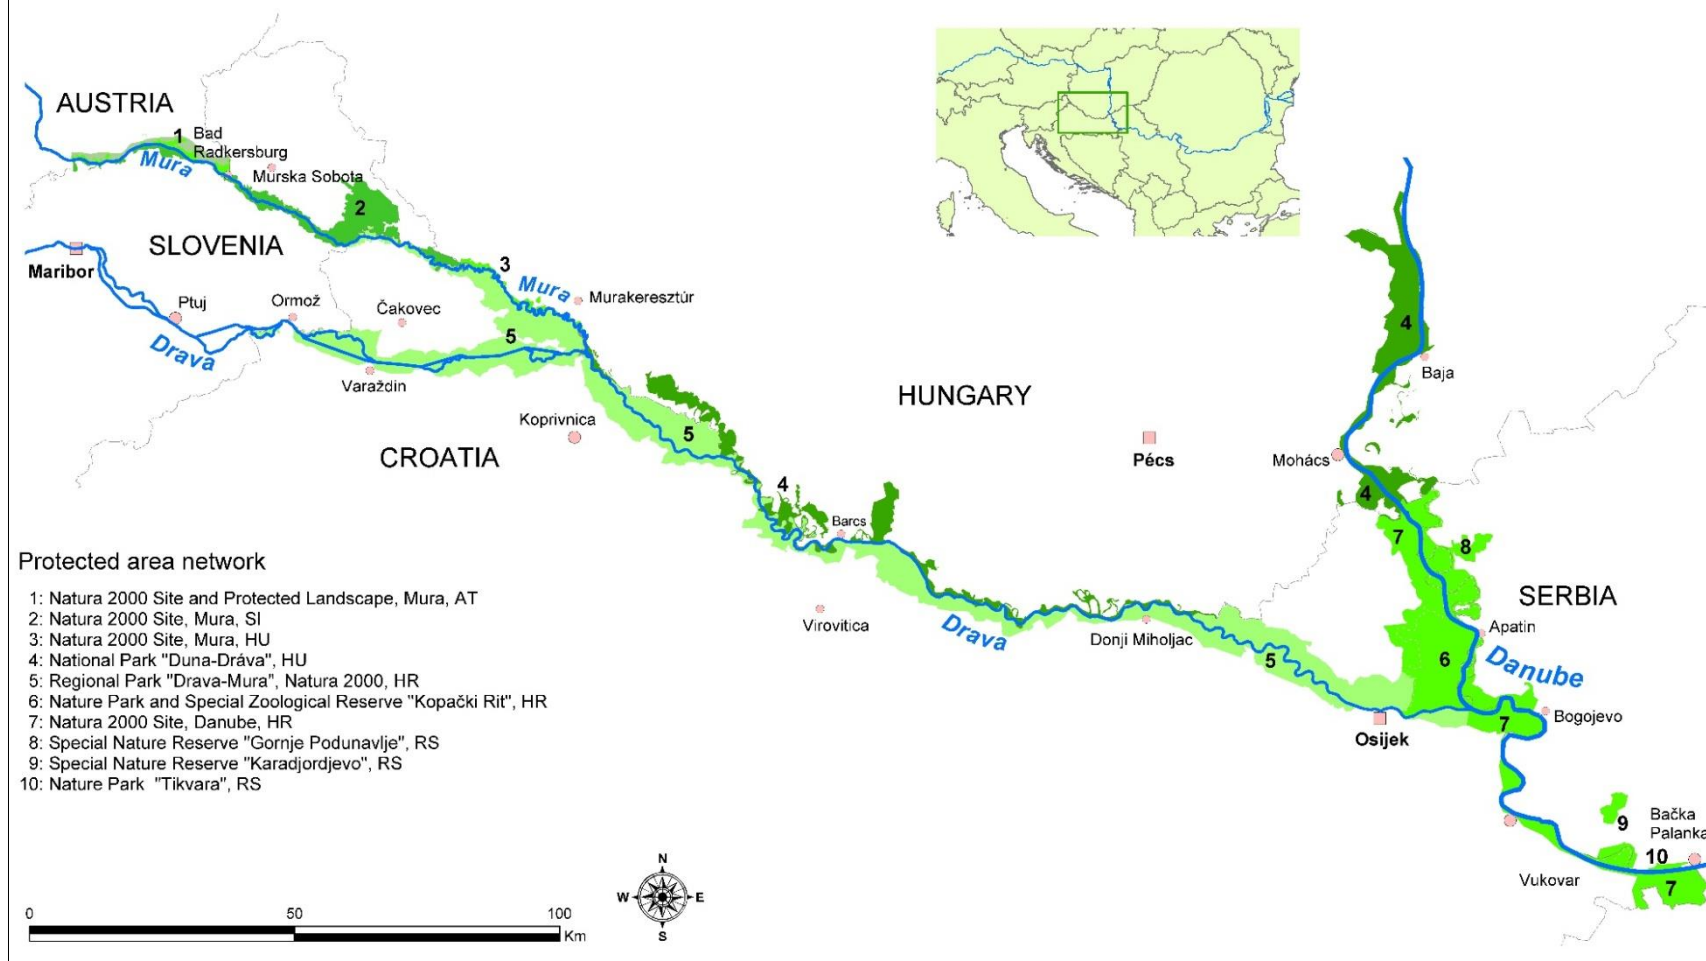 AUSTRIA
1 Bad
Radkersburg
Mura
Murska Sobota
2
SLOVENIA
Maribor
3
Mura
Murakeresztúr
Ptuj
Ormož
Čakovec
Drava
5
Varaždin
4
Baja
HUNGARY
Koprivnica
5
CROATIA
Pécs
Mohács
4
4
Barcs
7
8
Protected area network
1: Natura 2000 Site and Protected Landscape, Mura, AT
2: Natura 2000 Site, Mura, SI
3: Natura 2000 Site, Mura, HU
4: National Park "Duna-Dráva", HU
5: Regional Park "Drava-Mura", Natura 2000, HR
6: Nature Park and Special Zoological Reserve "Kopački Rit", HR
7: Natura 2000 Site, Danube, HR
8: Special Nature Reserve "Gornje Podunavlje", RS
9: Special Nature Reserve "Karadjordjevo", RS
10: Nature Park "Tikvara", RS
SERBIA
Virovitica
Drava
Donji Miholjac
Apatin
5
6
Danube
Osijek
7
Bogojevo
9
Bačka
Palanka
10
Vukovar
7
N
W E
S
0 50 100
Km